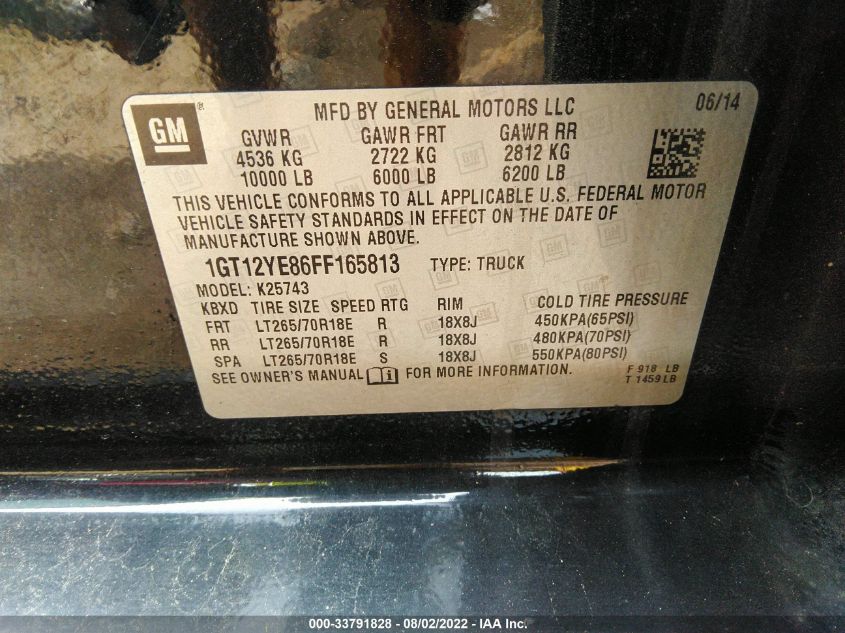 GM ®
MFD BY GENERAL MOTORS LLC 06/14
GVWR GAWR FRT GAWR RR
4536 KG 2722 KG 2812 KG
10000 LB 6000 LB 6200 LB
THIS VEHICLE CONFORMS TO ALL APPLICABLE U.S. FEDERAL MOTOR
VEHICLE SAFETY STANDARDS IN EFFECT ON THE DATE OF
MANUFACTURE SHOWN ABOVE.
1GT12YE86FF165813 TYPE: TRUCK
MODEL: K25743
KBXD TIRE SIZE SPEED RTG RIM COLD TIRE PRESSURE
FRT LT265/70R18E R 18X8J 450KPA(65PSI)
RR LT265/70R18E R 18X8J 480KPA(70PSI)
SPA LT265/70R18E S 18X8J 550KPA(80PSI)
SEE OWNER'S MANUAL FOR MORE INFORMATION.
F 918 LB
T 1459 LB
000-33791828 - 08/02/2022 - IAA Inc.